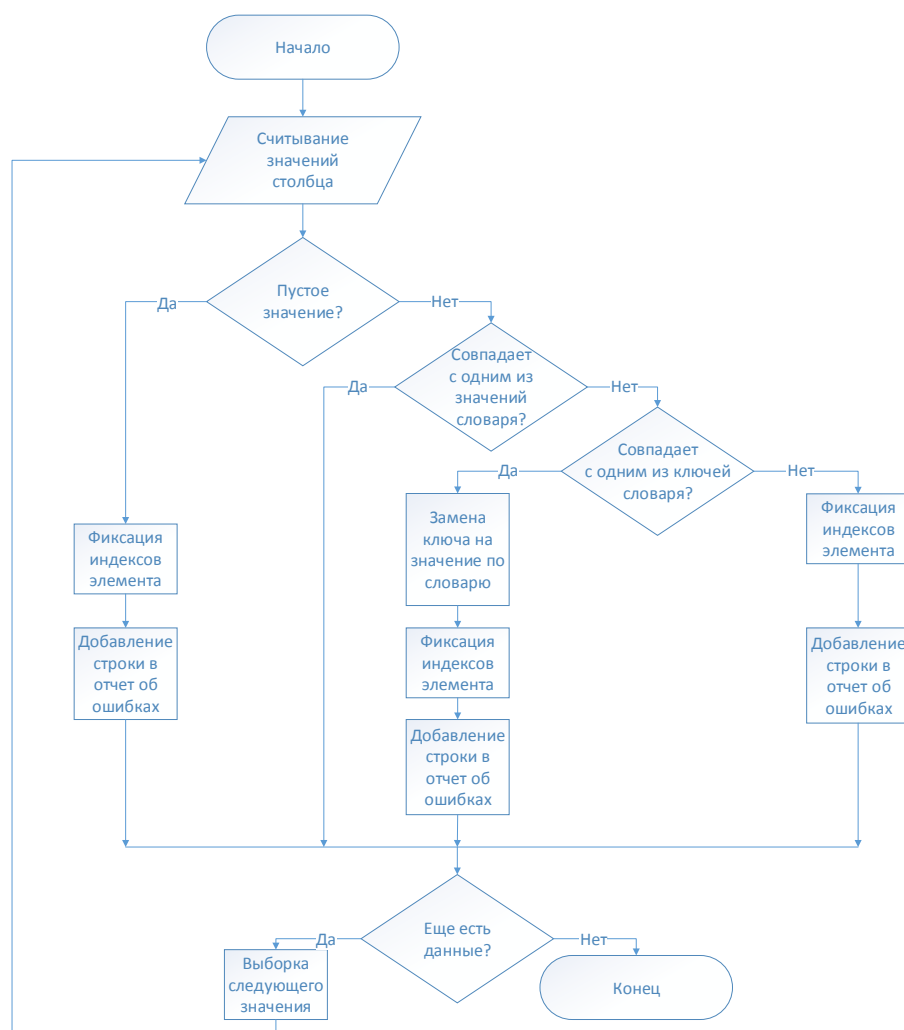 Начало
Считывание
значений
столбца
Пустое
значение?
Да
Нет
Совпадает
с одним из
значений
словаря?
Да
Нет
Совпадает
с одним из ключей
словаря?
Да
Нет
Замена
ключа на
значение по
словарю
Фиксация
индексов
элемента
Фиксация
индексов
элемента
Добавление
строки в
отчет об
ошибках
Фиксация
индексов
элемента
Добавление
строки в
отчет об
ошибках
Добавление
строки в
отчет об
ошибках
Еще есть
данные?
Да
Нет
Выборка
следующего
значения
Конец